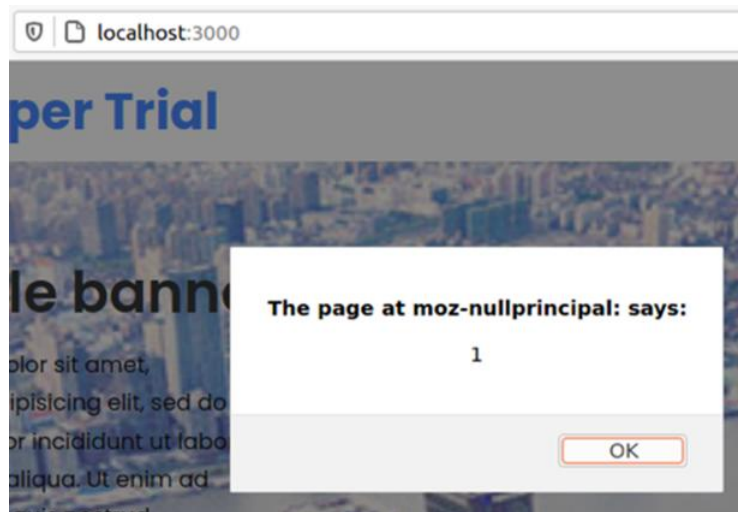 localhost:3000
per Trial
le bann
olor sit amet,
ipisicing elit, sed do
or incididunt ut labo
aliqua. Ut enim ad
The page at moz-nullprincipal: says:
1
OK